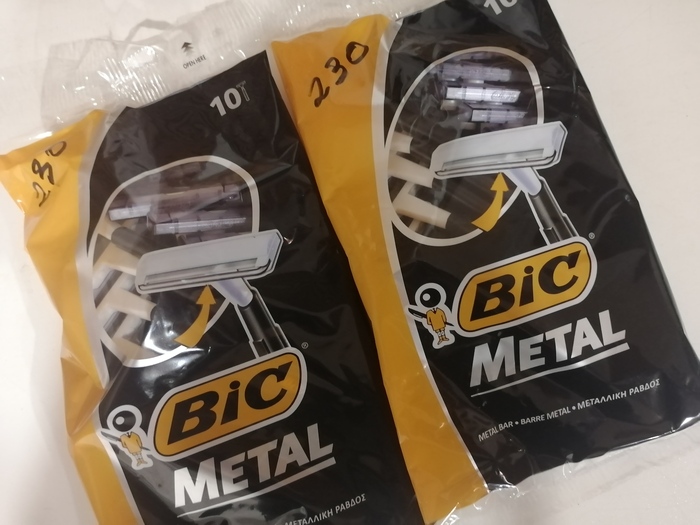 OPEN HERE
10
230
BiC
METAL
ΜΕΤΑΛΛΙΚΗ ΡΑΒΔΟΣ
10
230
BiC®
METAL
METAL BAR • BARRE METAL • ΜΕΤΑΛΛΙΚΗ ΡΑΒΔΟΣ